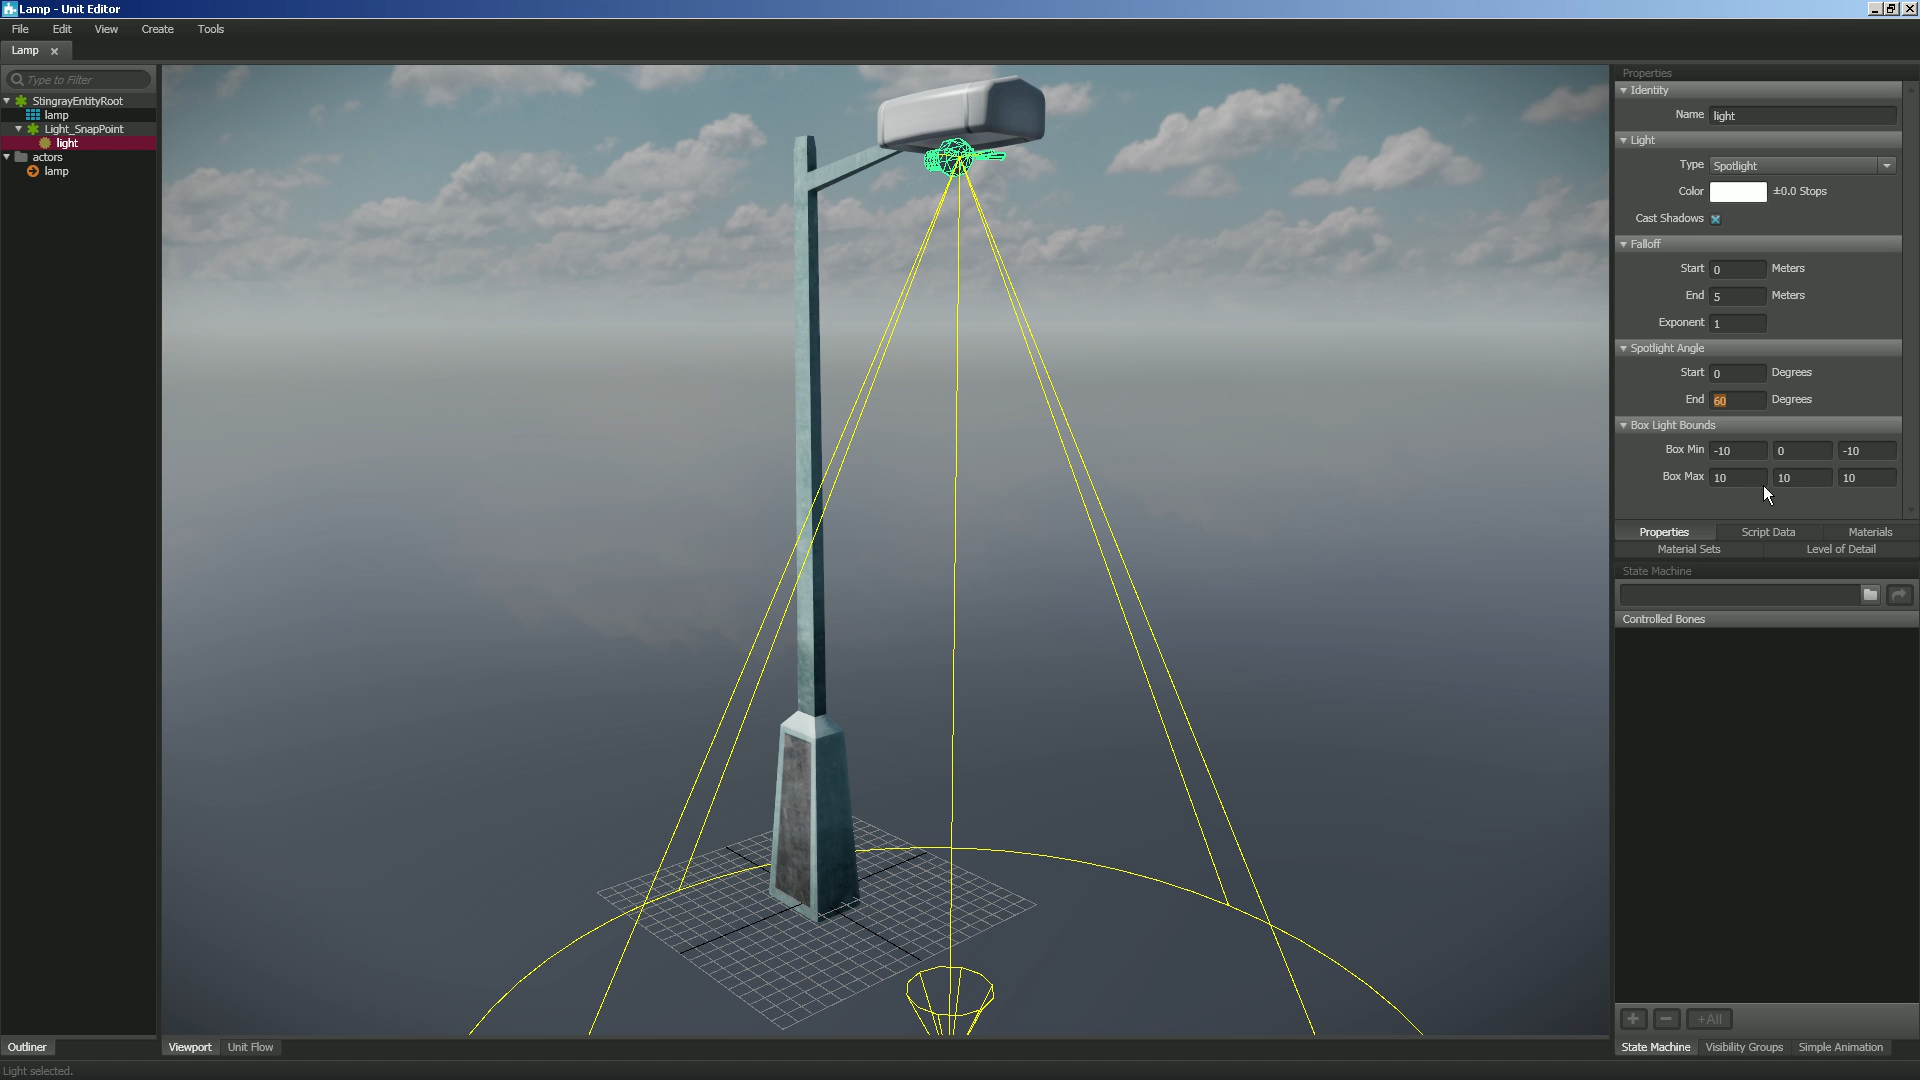 Lamp - Unit Editor
File Edit View Create Tools
Lamp
Type to Filter
StingrayEntityRoot
lamp
Light_SnapPoint
light
actors
lamp
Outliner
Viewport Unit Flow
Light selected.
Properties
Identity
Name light
Light
Type Spotlight
Color ±0.0 Stops
Cast Shadows
Falloff
Start 0 Meters
End 5 Meters
Exponent 1
Spotlight Angle
Start 0 Degrees
End 60 Degrees
Box Light Bounds
Box Min -10 0 -10
Box Max 10 10 10
Properties Script Data Materials
Material Sets Level of Detail
State Machine
Controlled Bones
+All
State Machine Visibility Groups Simple Animation